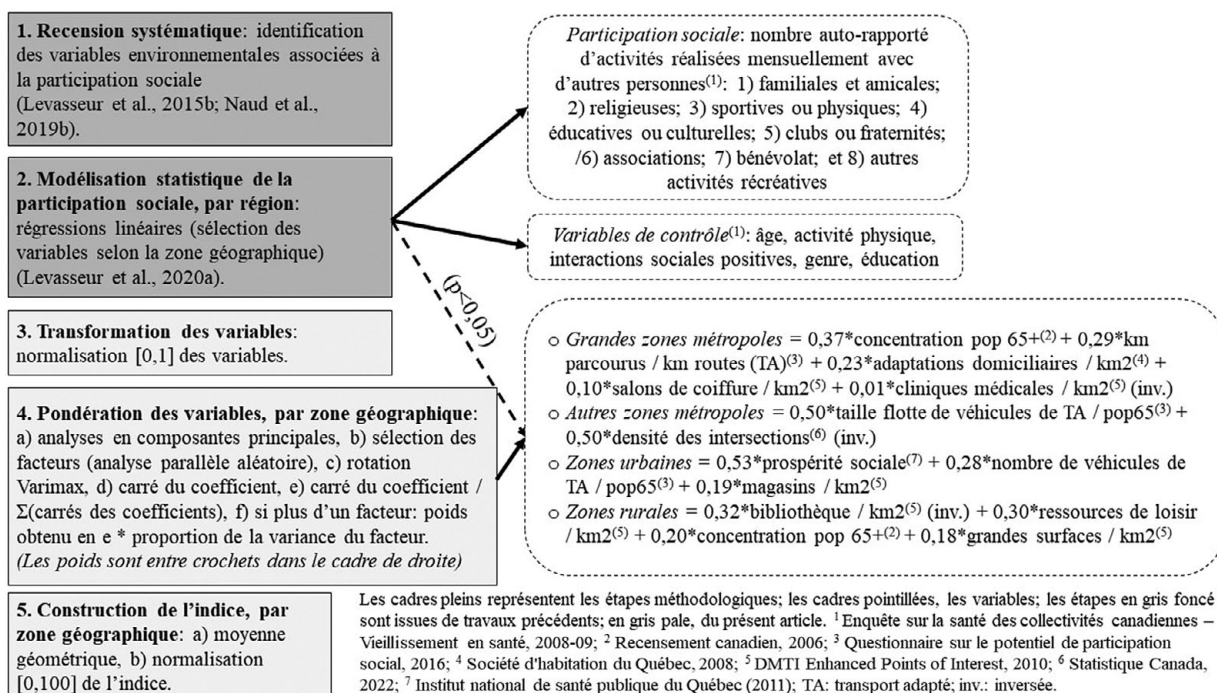 1. Recension systématique: identification
des variables environnementales associées à
la participation sociale
(Levasseur et al., 2015b; Naud et al.,
2019b).
2. Modélisation statistique de la
participation sociale, par région:
régressions linéaires (sélection des
variables selon la zone géographique)
(Levasseur et al., 2020a).
3. Transformation des variables:
normalisation [0,1] des variables.
4. Pondération des variables, par zone géographique:
a) analyses en composantes principales, b) sélection des
facteurs (analyse parallèle aléatoire), c) rotation
Varimax, d) carré du coefficient, e) carré du coefficient /
Σ(carrés des coefficients), f) si plus d'un facteur: poids
obtenu en e * proportion de la variance du facteur.
(Les poids sont entre crochets dans le cadre de droite)
5. Construction de l'indice, par
zone géographique: a) moyenne
géométrique, b) normalisation
[0,100] de l'indice.
Participation sociale: nombre auto-rapporté
d'activités réalisées mensuellement avec
d'autres personnes(1): 1) familiales et amicales;
2) religieuses; 3) sportives ou physiques; 4)
éducatives ou culturelles; 5) clubs ou fraternités;
/6) associations; 7) bénévolat; et 8) autres
activités récréatives
Variables de contrôle(1): âge, activité physique,
interactions sociales positives, genre, éducation
(p<0,05)
o Grandes zones métropoles = 0,37*concentration pop 65+(2) + 0,29*km
parcourus / km routes (TA)(3) + 0,23*adaptations domiciliaires / km2(4) +
0,10*salons de coiffure / km2(5) + 0,01*cliniques médicales / km2(5) (inv.)
o Autres zones métropoles = 0,50*taille flotte de véhicules de TA / pop65(3) +
0,50*densité des intersections(6) (inv.)
o Zones urbaines = 0,53*prospérité sociale(7) + 0,28*nombre de véhicules de
TA / pop65(3) + 0,19*magasins / km2(5)
o Zones rurales = 0,32*bibliothèque / km2(5) (inv.) + 0,30*ressources de loisir
/ km2(5) + 0,20*concentration pop 65+(2) + 0,18*grandes surfaces / km2(5)
Les cadres pleins représentent les étapes méthodologiques; les cadres pointillées, les variables; les étapes en gris foncé
sont issues de travaux précédents; en gris pale, du présent article. 1 Enquête sur la santé des collectivités canadiennes –
Vieillissement en santé, 2008-09; 2 Recensement canadien, 2006; 3 Questionnaire sur le potentiel de participation
social, 2016; 4 Société d'habitation du Québec, 2008; 5 DMTI Enhanced Points of Interest, 2010; 6 Statistique Canada,
2022; 7 Institut national de santé publique du Québec (2011); TA: transport adapté; inv.: inversée.